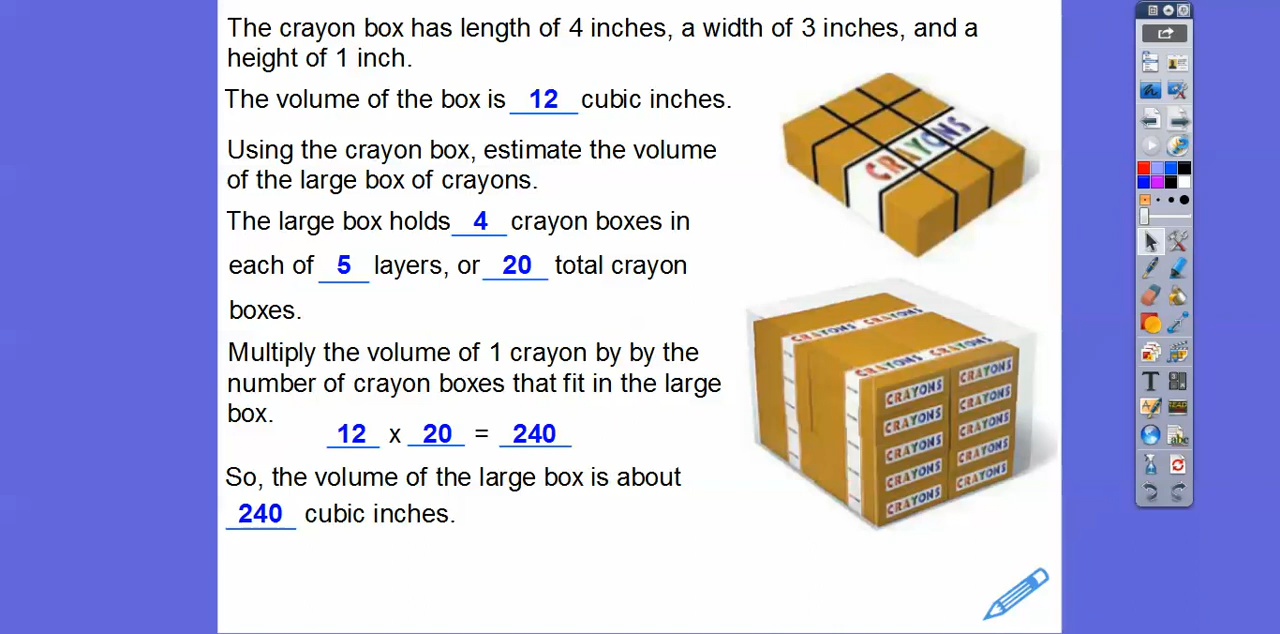 The crayon box has length of 4 inches, a width of 3 inches, and a
height of 1 inch.
The volume of the box is 12 cubic inches.
Using the crayon box, estimate the volume
of the large box of crayons.
The large box holds 4 crayon boxes in
each of 5 layers, or 20 total crayon
boxes.
Multiply the volume of 1 crayon by by the
number of crayon boxes that fit in the large
box.
12 x 20 = 240
So, the volume of the large box is about
240 cubic inches.
CRAYONS
CRAYONS CRAYONS
CRAYONS CRAYONS
CRAYONS CRAYONS
CRAYONS CRAYONS
CRAYONS CRAYONS
CRAYONS CRAYONS
CRAYONS CRAYONS